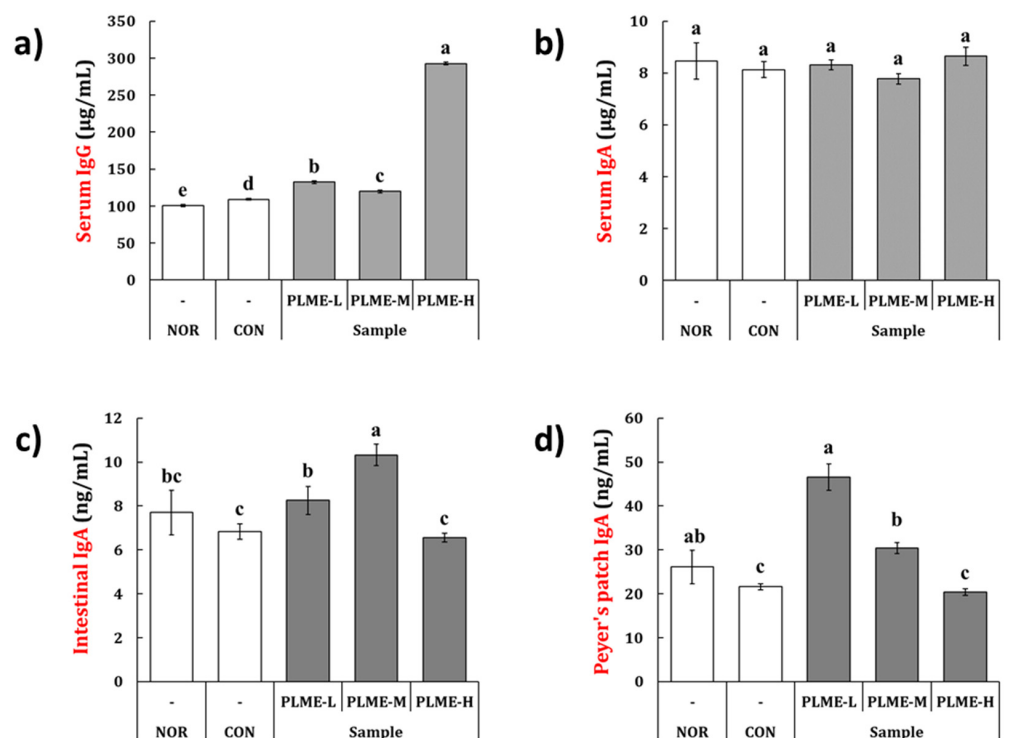 a)
Serum IgG (µg/mL)
350
300
250
200
150
100
50
0
e
d
b
c
a
- - PLME-L PLME-M PLME-H
NOR CON Sample
b)
Serum IgA (µg/mL)
10
8
6
4
2
0
a
a
a
a
a
- - PLME-L PLME-M PLME-H
NOR CON Sample
c)
Intestinal IgA (ng/mL)
12
10
8
6
4
2
0
bc
c
b
a
c
- - PLME-L PLME-M PLME-H
NOR CON Sample
d)
Peyer's patch IgA (ng/mL)
60
50
40
30
20
10
0
ab
c
a
b
c
- - PLME-L PLME-M PLME-H
NOR CON Sample